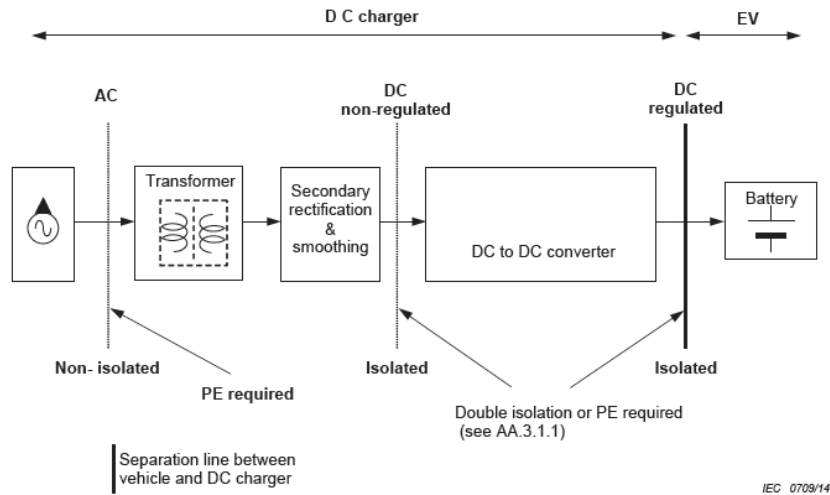 D C charger
EV
AC
DC
non-regulated
DC
regulated
Transformer
Secondary
rectification
&
smoothing
DC to DC converter
Battery
Non- isolated
PE required
Isolated
Isolated
Double isolation or PE required
(see AA.3.1.1)
Separation line between
vehicle and DC charger
IEC 0709/14